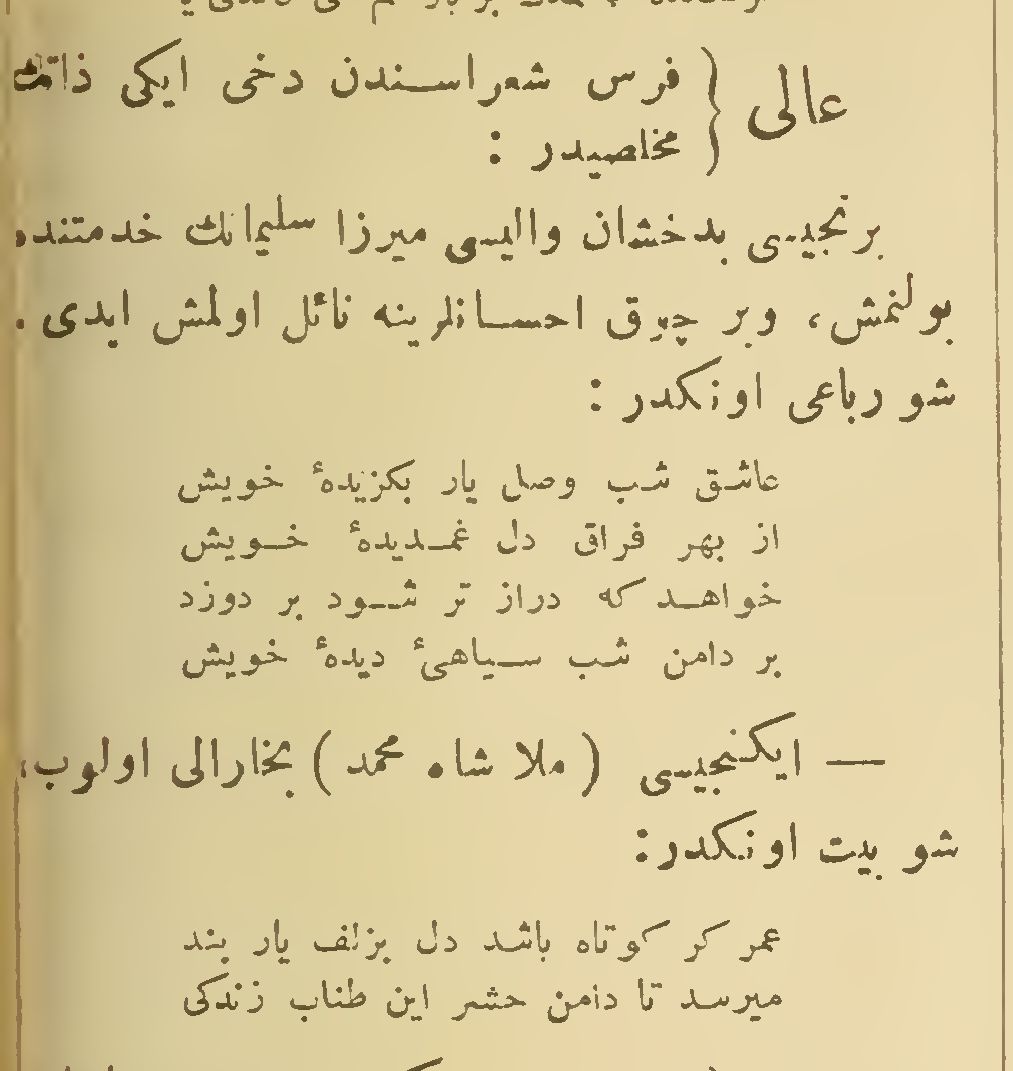 عالی { فرس شعراسندن دخی ایکی ذاتك
مخلصیدر :
برنجیسی بدخشان والیسی میرزا سلیمانك خدمتنده
بولنمش، وبر چوق احسانلرینه نائل اولمش ایدی .
شو رباعی اونکدر :
عاشق شب وصل یار بکزیدهٔ خویش
از بهر فراق دل غمدیدهٔ خویش
خواهد که دراز تر شود بر دوزد
بر دامن شب سیاهیٔ دیدهٔ خویش
— ایکنجیسی ( ملا شاه محمد ) بخارالی اولوب،
شو بیت اونکدر:
عمر کر کوتاه باشد دل بزلف یار بند
میرسد تا دامن حشر این طناب زندکی